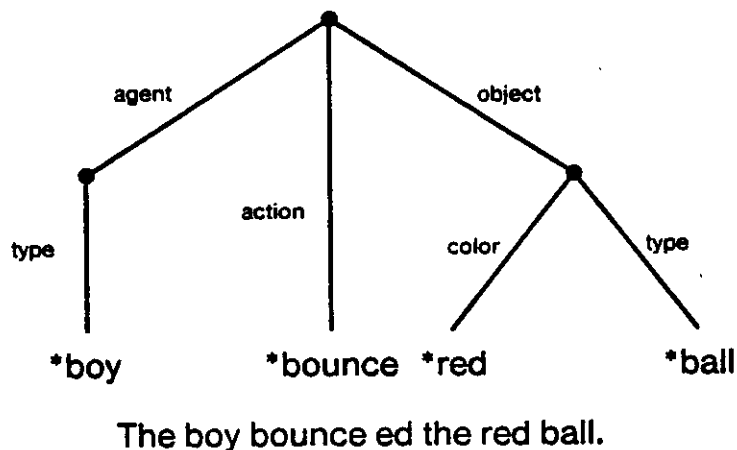 agent object
action
type color type
*boy *bounce *red *ball
The boy bounce ed the red ball.